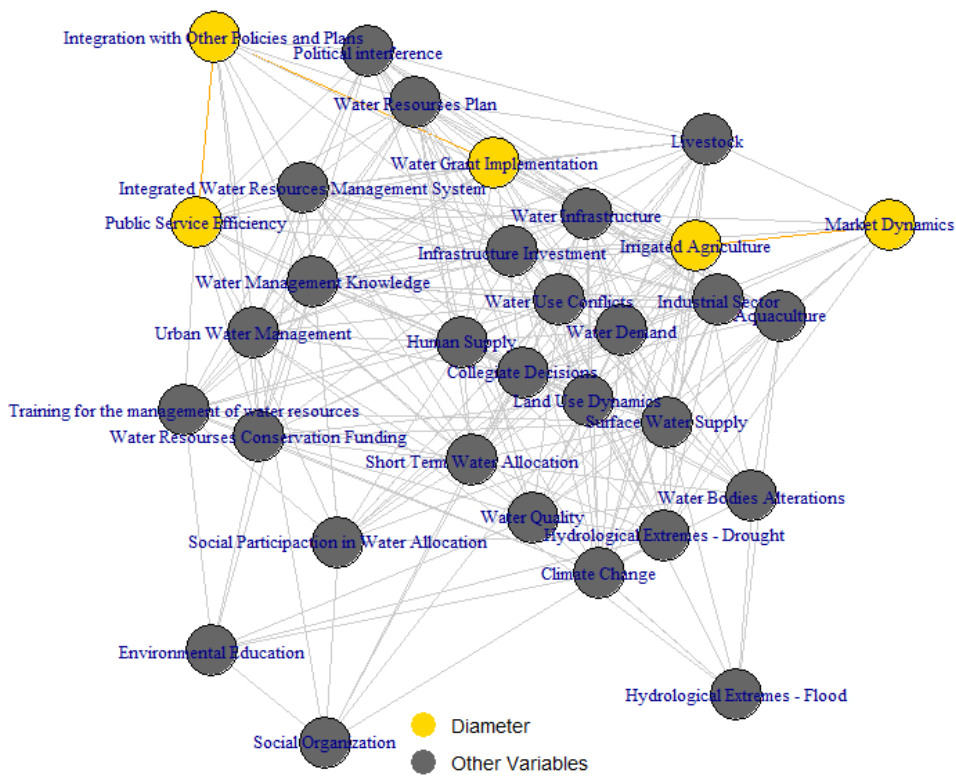 Integration with Other Policies and Plans
Political interference
Water Resourses Plan
Livestock
Water Grant Implementation
Integrated Water Resources Management System
Public Service Efficiency
Water Infrastructure
Market Dynamics
Irrigated Agriculture
Infrastructure Investment
Water Management Knowledge
Water Use Conflicts
Industrial Sector
Aquaculture
Urban Water Management
Water Demand
Human Supply
Collegiate Decisions
Land Use Dynamics
Training for the management of water resources
Surface Water Supply
Water Resourses Conservation Funding
Short Term Water Allocation
Water Bodies Alterations
Water Quality
Hydrological Extremes - Drought
Social Participaction in Water Allocation
Climate Change
Environmental Education
Hydrological Extremes - Flood
Social Organization
Diameter
Other Variables